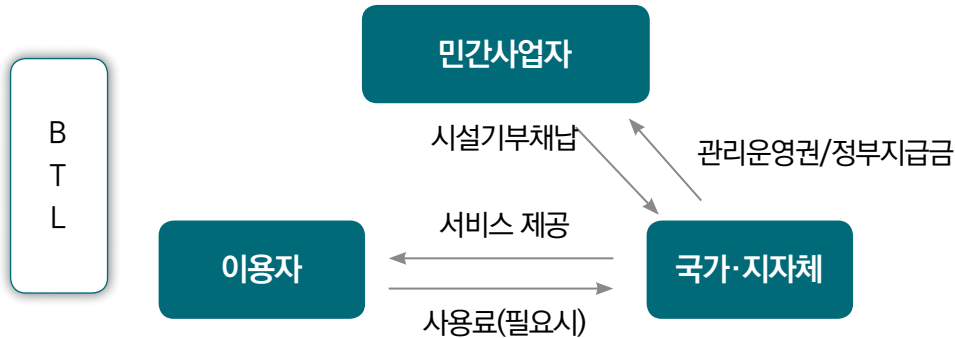 민간사업자
B
T
L
시설기부채납
관리운영권/정부지급금
서비스 제공
이용자
국가·지자체
사용료(필요시)